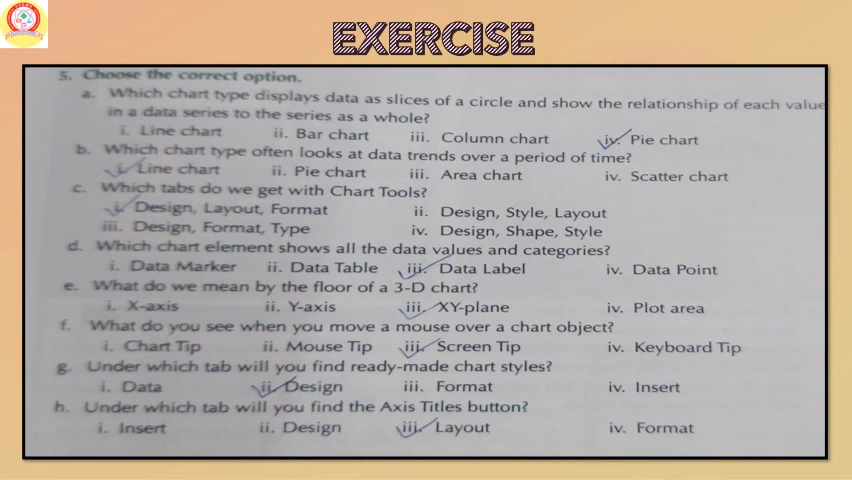 EXERCISE
5. Choose the correct option.
a. Which chart type displays data as slices of a circle and show the relationship of each value
in a data series to the series as a whole?
i. Line chart ii. Bar chart iii. Column chart iv. Pie chart
b. Which chart type often looks at data trends over a period of time?
i. Line chart ii. Pie chart iii. Area chart iv. Scatter chart
c. Which tabs do we get with Chart Tools?
i. Design, Layout, Format ii. Design, Style, Layout
iii. Design, Format, Type iv. Design, Shape, Style
d. Which chart element shows all the data values and categories?
i. Data Marker ii. Data Table iii. Data Label iv. Data Point
e. What do we mean by the floor of a 3-D chart?
i. X-axis ii. Y-axis iii. XY-plane iv. Plot area
f. What do you see when you move a mouse over a chart object?
i. Chart Tip ii. Mouse Tip iii. Screen Tip iv. Keyboard Tip
g. Under which tab will you find ready-made chart styles?
i. Data ii. Design iii. Format iv. Insert
h. Under which tab will you find the Axis Titles button?
i. Insert ii. Design iii. Layout iv. Format